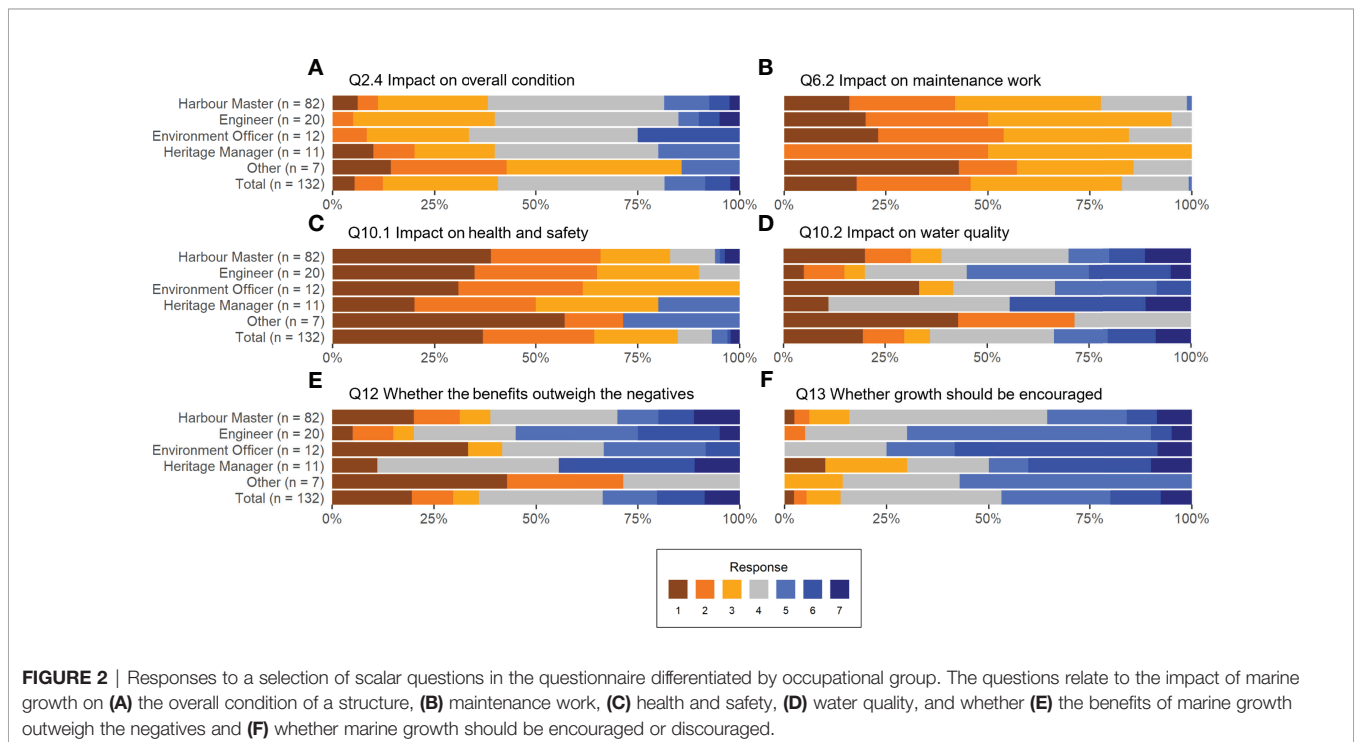 A
Q2.4 Impact on overall condition
Harbour Master (n = 82)
Engineer (n = 20)
Environment Officer (n = 12)
Heritage Manager (n = 11)
Other (n = 7)
Total (n = 132)
0% 25% 50% 75% 100%
B
Q6.2 Impact on maintenance work
0% 25% 50% 75% 100%
C
Q10.1 Impact on health and safety
Harbour Master (n = 82)
Engineer (n = 20)
Environment Officer (n = 12)
Heritage Manager (n = 11)
Other (n = 7)
Total (n = 132)
0% 25% 50% 75% 100%
D
Q10.2 Impact on water quality
0% 25% 50% 75% 100%
E
Q12 Whether the benefits outweigh the negatives
Harbour Master (n = 82)
Engineer (n = 20)
Environment Officer (n = 12)
Heritage Manager (n = 11)
Other (n = 7)
Total (n = 132)
0% 25% 50% 75% 100%
F
Q13 Whether growth should be encouraged
0% 25% 50% 75% 100%
Response
1 2 3 4 5 6 7
FIGURE 2 | Responses to a selection of scalar questions in the questionnaire differentiated by occupational group. The questions relate to the impact of marine
growth on (A) the overall condition of a structure, (B) maintenance work, (C) health and safety, (D) water quality, and whether (E) the benefits of marine growth
outweigh the negatives and (F) whether marine growth should be encouraged or discouraged.